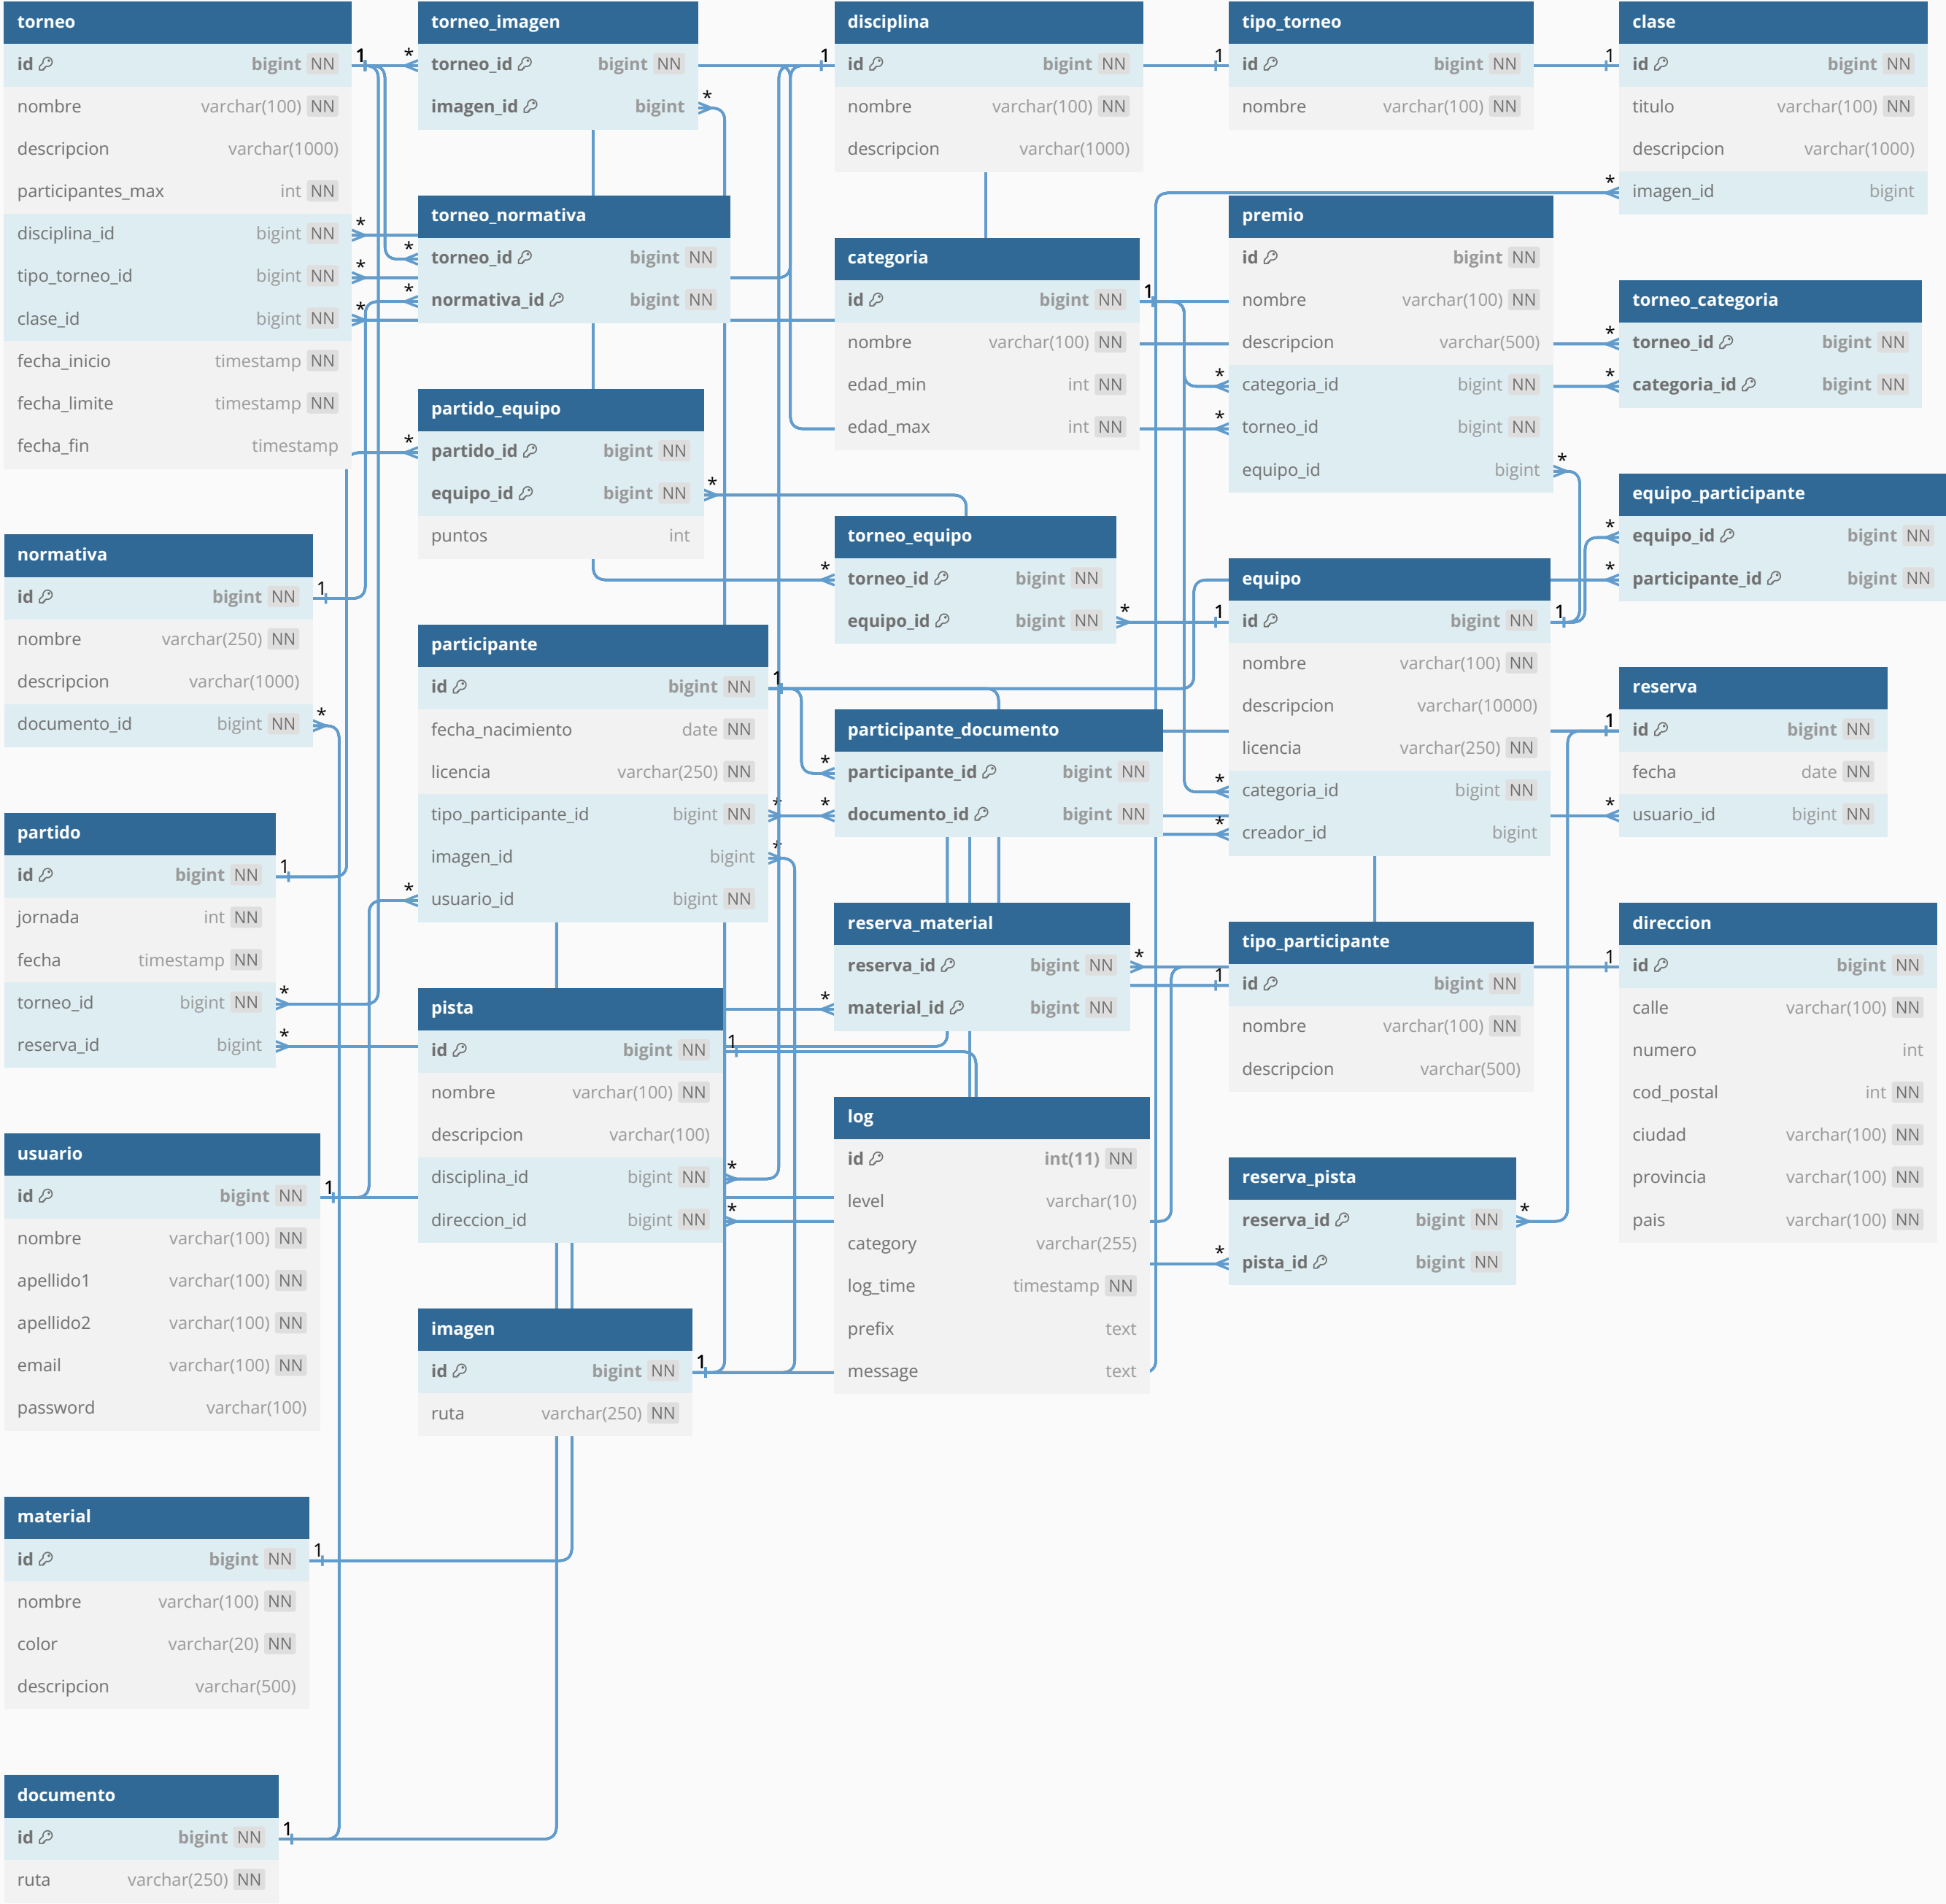 torneo
id bigint NN
nombre varchar(100) NN
descripcion varchar(1000)
participantes_max int NN
disciplina_id bigint NN
tipo_torneo_id bigint NN
clase_id bigint NN
fecha_inicio timestamp NN
fecha_limite timestamp NN
fecha_fin timestamp
1
*
*
*
normativa
id bigint NN
nombre varchar(250) NN
descripcion varchar(1000)
documento_id bigint NN
1
*
partido
id bigint NN
jornada int NN
fecha timestamp NN
torneo_id bigint NN
reserva_id bigint
1
*
*
usuario
id bigint NN
nombre varchar(100) NN
apellido1 varchar(100) NN
apellido2 varchar(100) NN
email varchar(100) NN
password varchar(100)
1
material
id bigint NN
nombre varchar(100) NN
color varchar(20) NN
descripcion varchar(500)
1
documento
id bigint NN
ruta varchar(250) NN
1
torneo_imagen
* torneo_id bigint NN
imagen_id bigint *
torneo_normativa
* torneo_id bigint NN
* normativa_id bigint NN
partido_equipo
* partido_id bigint NN
equipo_id bigint NN *
puntos int
participante
id bigint NN 1
fecha_nacimiento date NN
licencia varchar(250) NN
tipo_participante_id bigint NN *
imagen_id bigint *
* usuario_id bigint NN
pista
id bigint NN 1
nombre varchar(100) NN
descripcion varchar(100)
disciplina_id bigint NN *
direccion_id bigint NN *
imagen
id bigint NN 1
ruta varchar(250) NN
disciplina
1 id bigint NN
nombre varchar(100) NN
descripcion varchar(1000)
categoria
id bigint NN 1
nombre varchar(100) NN
edad_min int NN
edad_max int NN
torneo_equipo
* torneo_id bigint NN
equipo_id bigint NN *
participante_documento
* participante_id bigint NN
* documento_id bigint NN
reserva_material
reserva_id bigint NN *
* material_id bigint NN
log
id int(11) NN
level varchar(10)
category varchar(255)
log_time timestamp NN
prefix text
message text
tipo_torneo
1 id bigint NN
nombre varchar(100) NN
premio
id bigint NN
nombre varchar(100) NN
descripcion varchar(500)
* categoria_id bigint NN
* torneo_id bigint NN
equipo_id bigint *
equipo
1 id bigint NN 1
nombre varchar(100) NN
descripcion varchar(10000)
licencia varchar(250) NN
* categoria_id bigint NN
* creador_id bigint
tipo_participante
1 id bigint NN
nombre varchar(100) NN
descripcion varchar(500)
reserva_pista
reserva_id bigint NN *
* pista_id bigint NN
clase
1 id bigint NN
titulo varchar(100) NN
descripcion varchar(1000)
* imagen_id bigint
torneo_categoria
* torneo_id bigint NN
* categoria_id bigint NN
equipo_participante
* equipo_id bigint NN
* participante_id bigint NN
reserva
1 id bigint NN
fecha date NN
* usuario_id bigint NN
direccion
1 id bigint NN
calle varchar(100) NN
numero int
cod_postal int NN
ciudad varchar(100) NN
provincia varchar(100) NN
pais varchar(100) NN